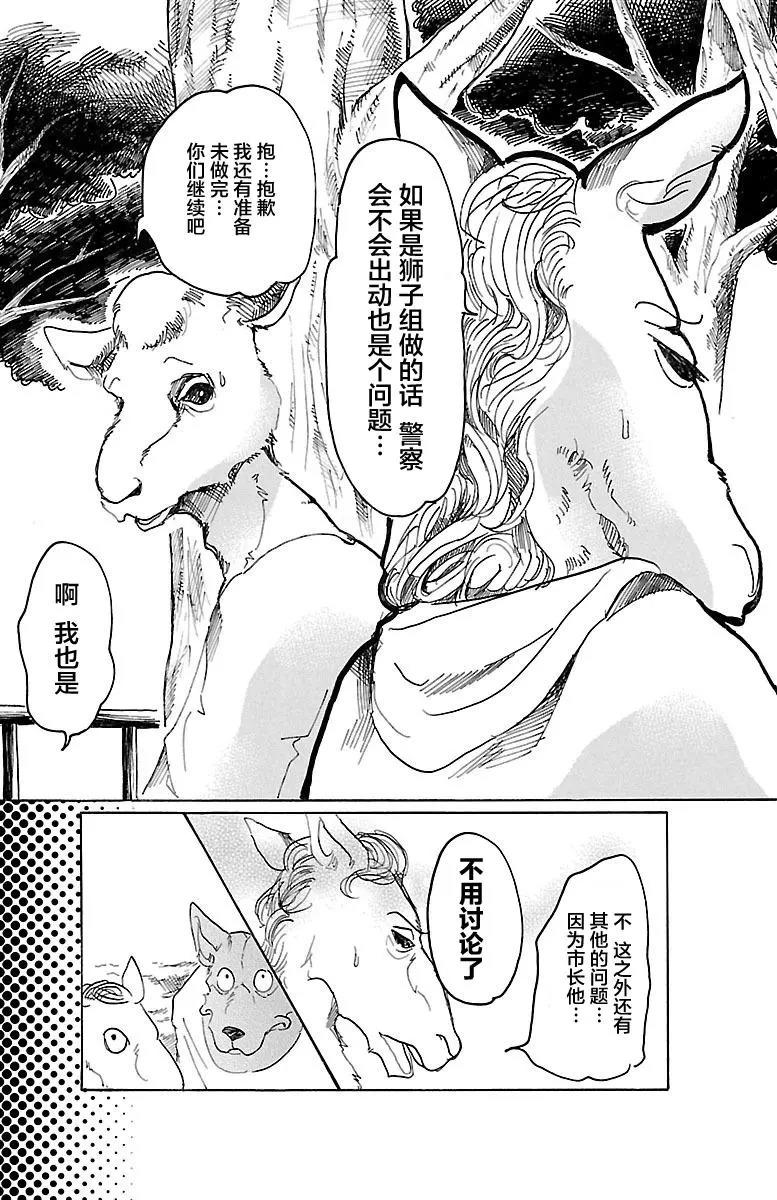 如果是狮子组做的话 警察
会不会出动也是个问题…
抱…抱歉
我还有准备
未做完…
你们继续吧
啊 我也是
不 这之外还有
其他的问题…
因为市长他…
不用讨论了